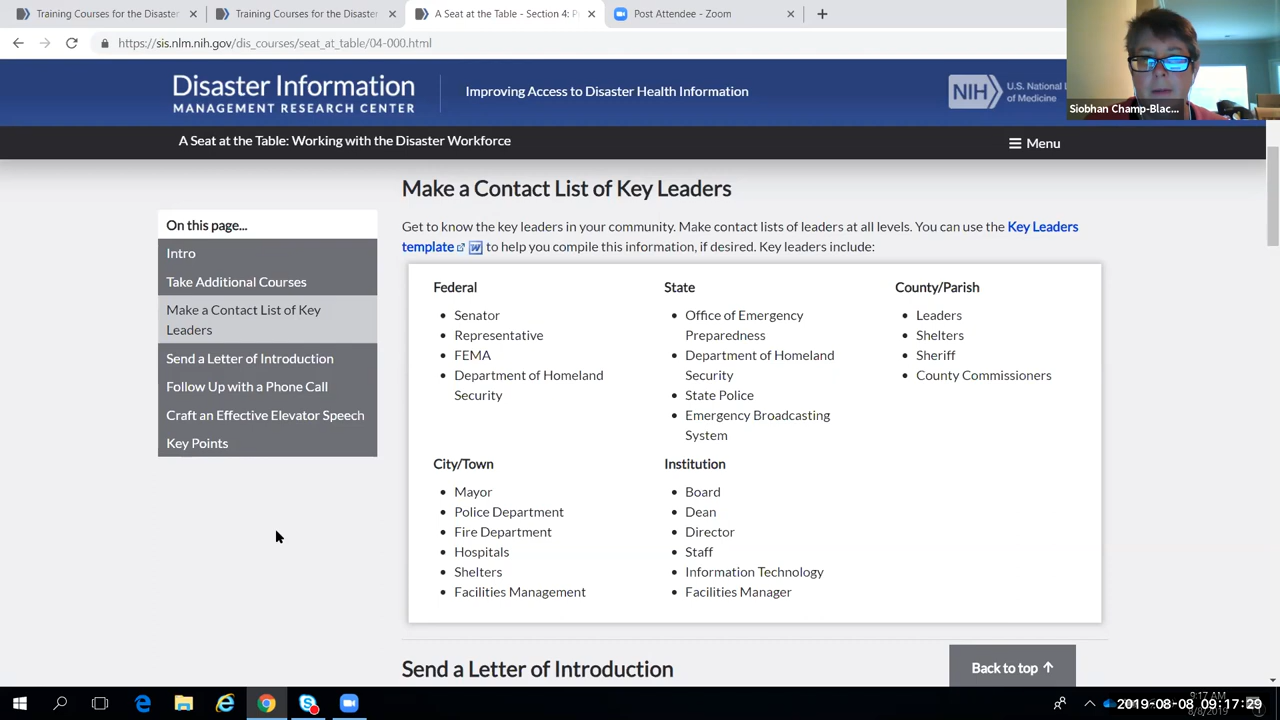 Training Courses for the Disaster
Training Courses for the Disaster
A Seat at the Table - Section 4: P
Post Attendee - Zoom
https://sis.nlm.nih.gov/dis_courses/seat_at_table/04-000.html
Siobhan Champ-Blac...
Disaster Information
MANAGEMENT RESEARCH CENTER
Improving Access to Disaster Health Information
NIH
U.S. National
of Medicine
A Seat at the Table: Working with the Disaster Workforce
Menu
On this page...
Intro
Take Additional Courses
Make a Contact List of Key
Leaders
Send a Letter of Introduction
Follow Up with a Phone Call
Craft an Effective Elevator Speech
Key Points
Make a Contact List of Key Leaders
Get to know the key leaders in your community. Make contact lists of leaders at all levels. You can use the Key Leaders
template to help you compile this information, if desired. Key leaders include:
Federal
Senator
Representative
FEMA
Department of Homeland
Security
State
Office of Emergency
Preparedness
Department of Homeland
Security
State Police
Emergency Broadcasting
System
County/Parish
Leaders
Shelters
Sheriff
County Commissioners
City/Town
Mayor
Police Department
Fire Department
Hospitals
Shelters
Facilities Management
Institution
Board
Dean
Director
Staff
Information Technology
Facilities Manager
Send a Letter of Introduction
Back to top
9:17 AM
8/8/2019
2019-08-08 09:17:29